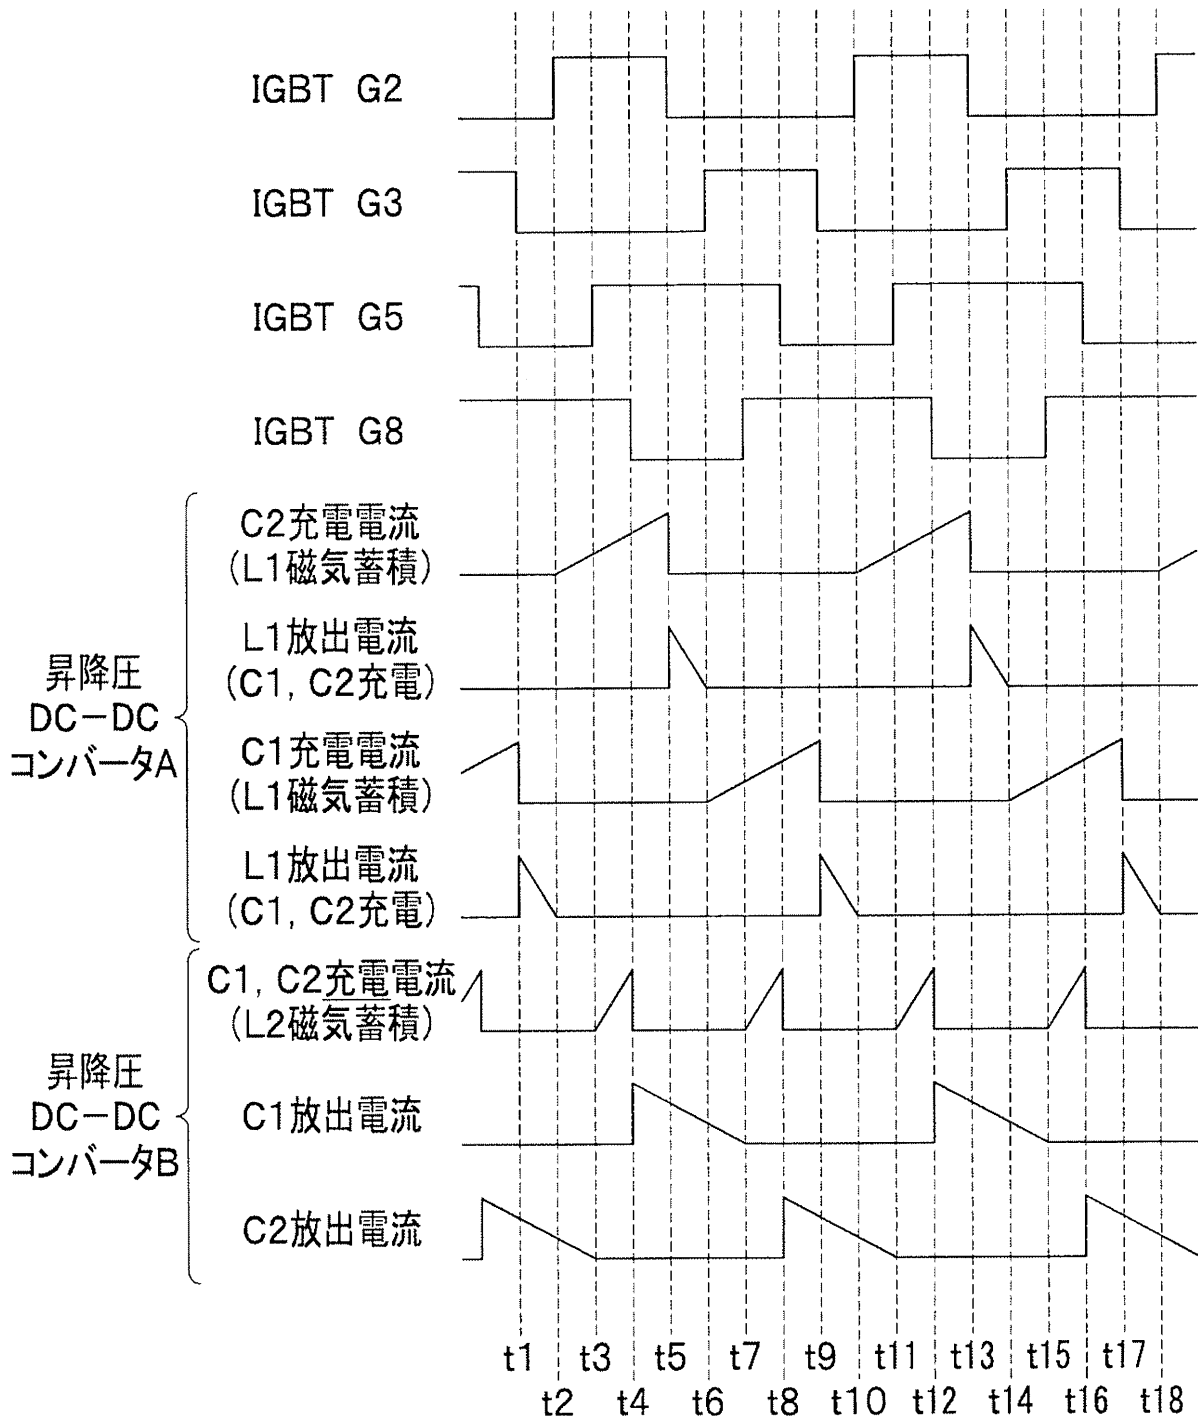 IGBT G2
IGBT G3
IGBT G5
IGBT G8
昇降圧
DC－DC
コンバータA
C2充電電流
(L1磁気蓄積)
L1放出電流
(C1, C2充電)
C1充電電流
(L1磁気蓄積)
L1放出電流
(C1, C2充電)
昇降圧
DC－DC
コンバータB
C1, C2充電電流
(L2磁気蓄積)
C1放出電流
C2放出電流
t1 t3 t5 t7 t9 t11 t13 t15 t17
t2 t4 t6 t8 t10 t12 t14 t16 t18